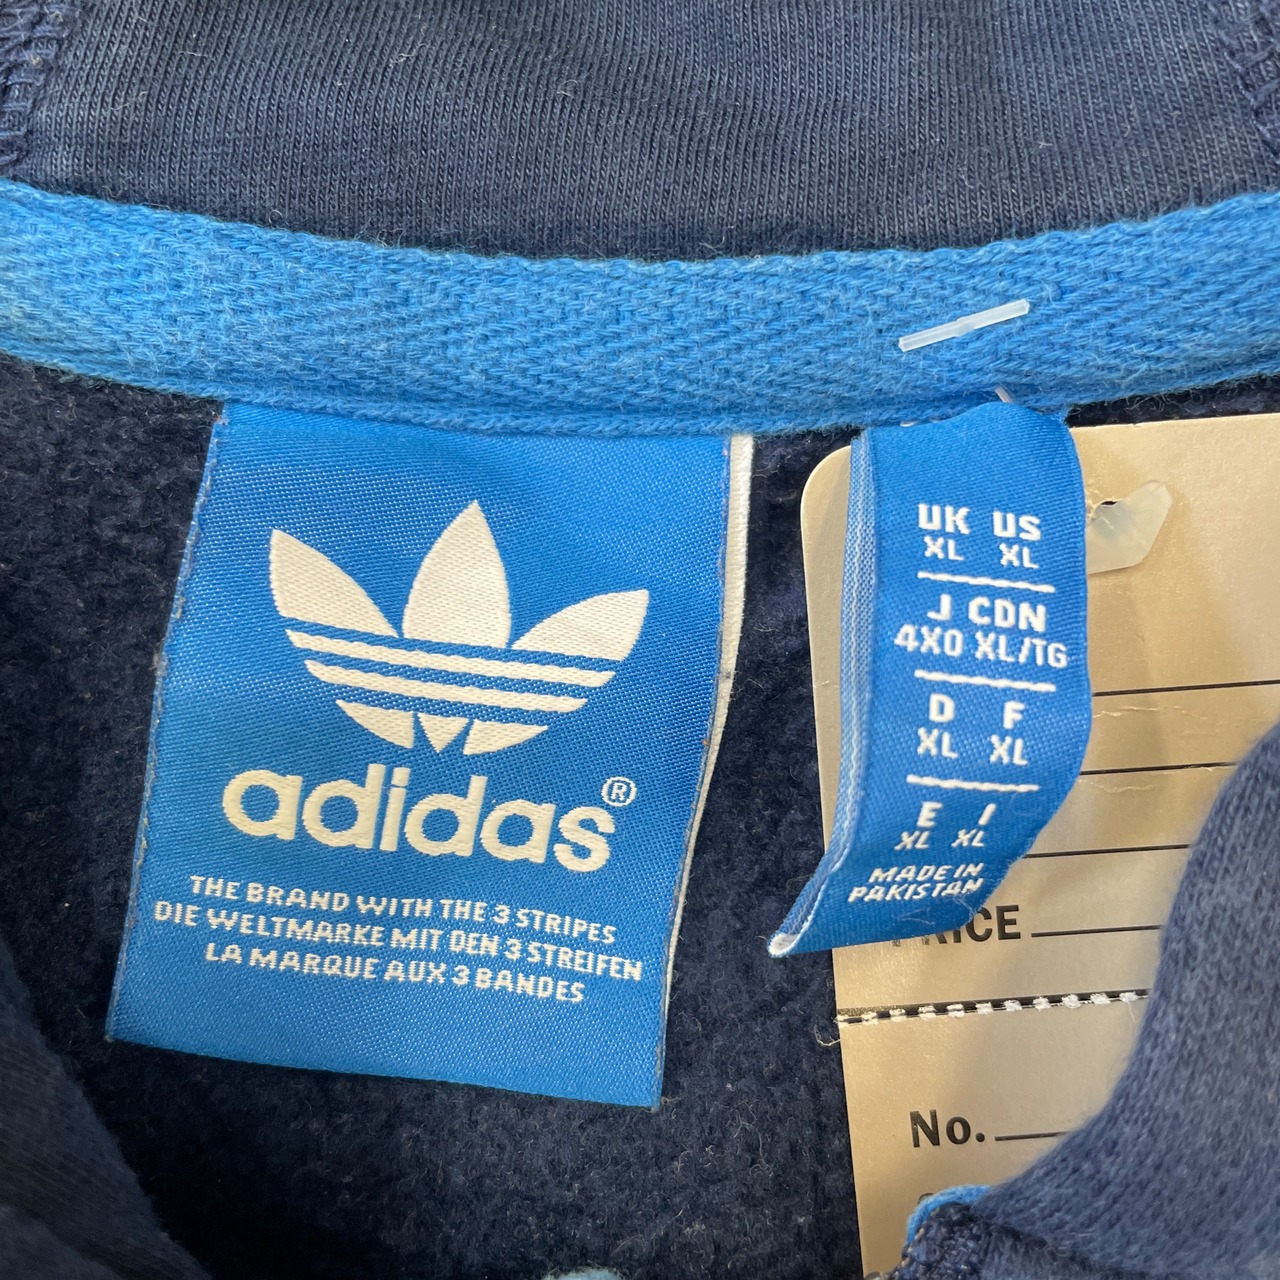 adidas®
THE BRAND WITH THE 3 STRIPES
DIE WELTMARKE MIT DEN 3 STREIFEN
LA MARQUE AUX 3 BANDES
UK US
XL XL
J CDN
4XO XL/TG
D F
XL XL
E I
XL XL
MADE IN
PAKISTAN
PRICE
No.